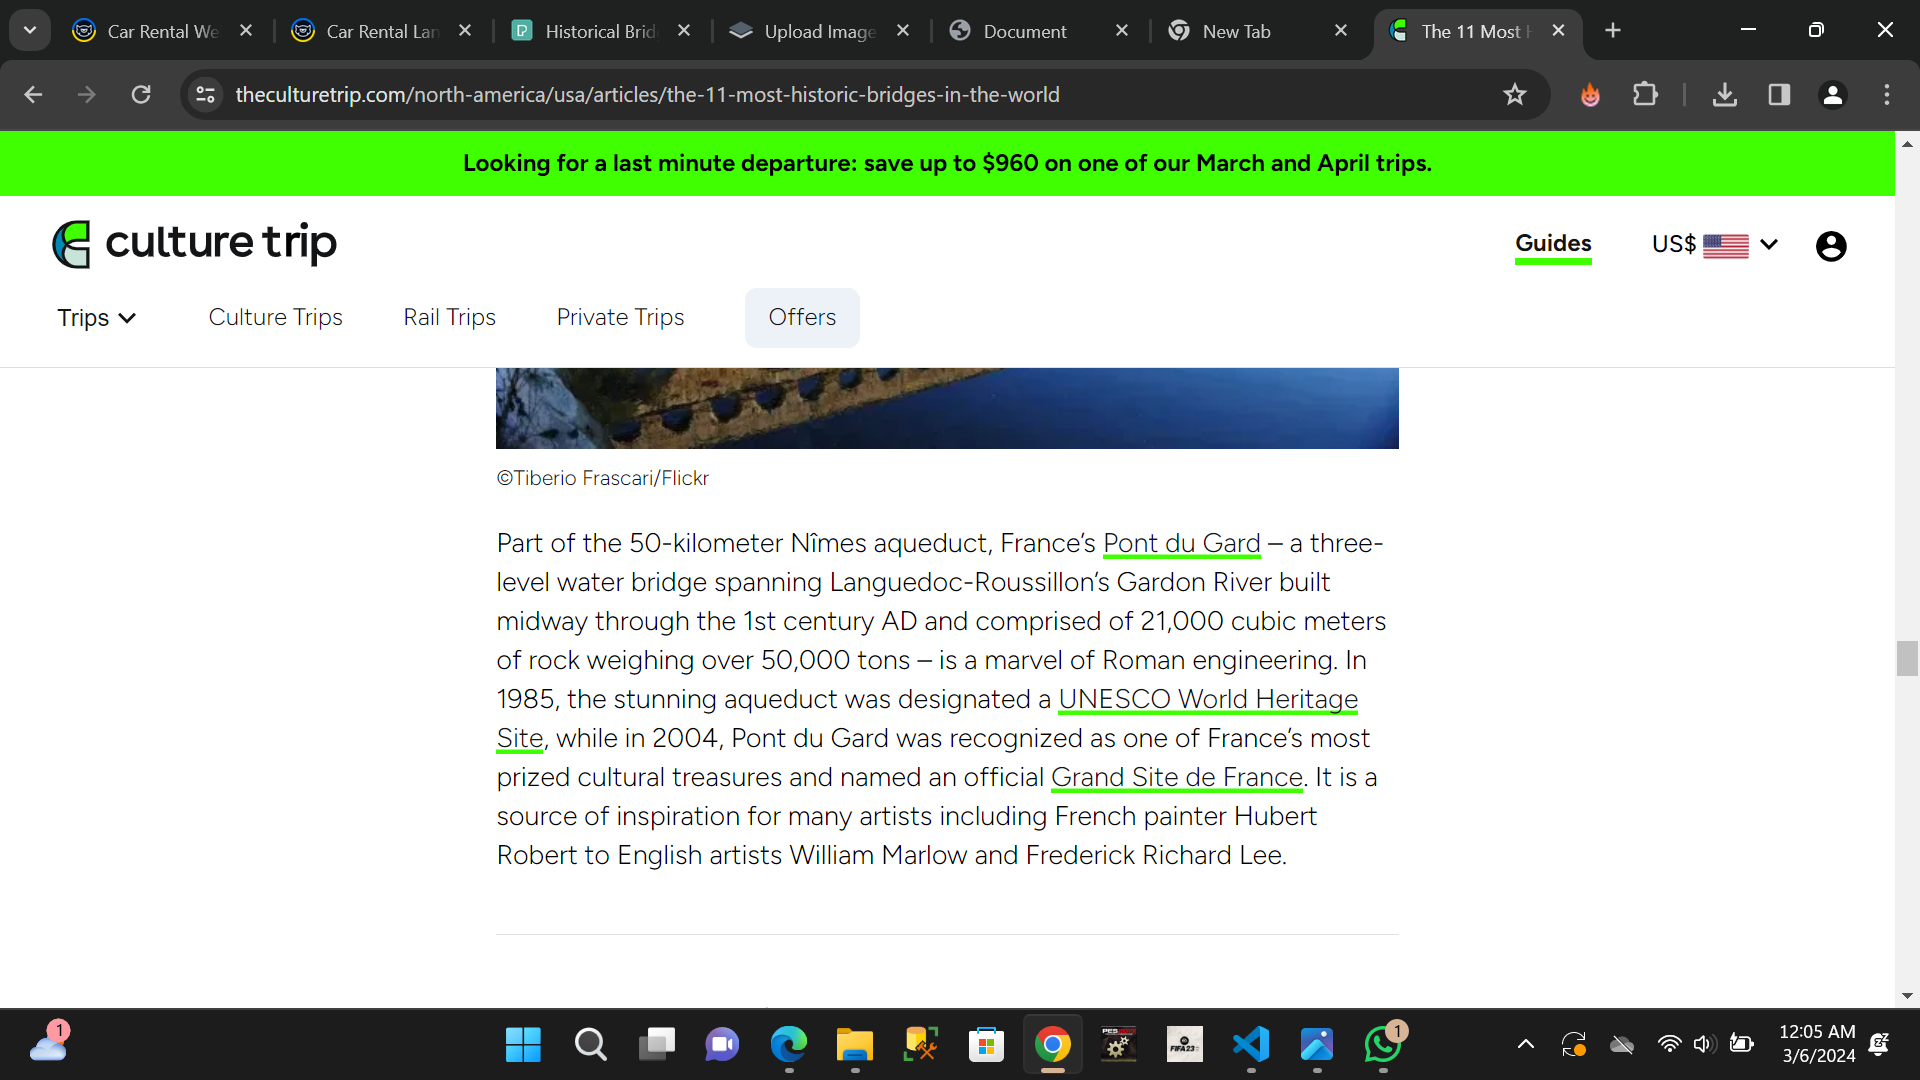 Car Rental We
Car Rental Lan
Historical Brid
Upload Image
Document
New Tab
The 11 Most H
theculturetrip.com/north-america/usa/articles/the-11-most-historic-bridges-in-the-world
Looking for a last minute departure: save up to $960 on one of our March and April trips.
culture trip
Guides
US$
Trips
Culture Trips
Rail Trips
Private Trips
Offers
©Tiberio Frascari/Flickr
Part of the 50-kilometer Nîmes aqueduct, France’s Pont du Gard – a three-
level water bridge spanning Languedoc-Roussillon’s Gardon River built
midway through the 1st century AD and comprised of 21,000 cubic meters
of rock weighing over 50,000 tons – is a marvel of Roman engineering. In
1985, the stunning aqueduct was designated a UNESCO World Heritage
Site, while in 2004, Pont du Gard was recognized as one of France’s most
prized cultural treasures and named an official Grand Site de France. It is a
source of inspiration for many artists including French painter Hubert
Robert to English artists William Marlow and Frederick Richard Lee.
1
FIFA 23
1
12:05 AM
3/6/2024